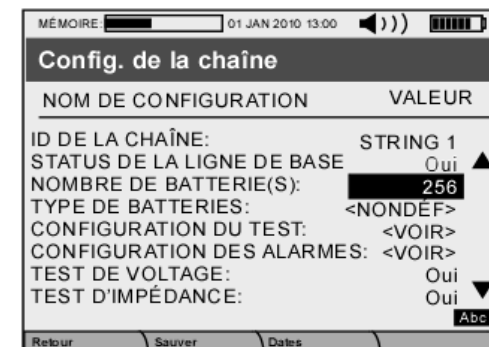 MÉMOIRE: 01 JAN 2010 13:00
Config. de la chaîne
NOM DE CONFIGURATION VALEUR
ID DE LA CHAÎNE: STRING 1
STATUS DE LA LIGNE DE BASE Oui
NOMBRE DE BATTERIE(S): 256
TYPE DE BATTERIES: <NONDÉF>
CONFIGURATION DU TEST: <VOIR>
CONFIGURATION DES ALARMES: <VOIR>
TEST DE VOLTAGE: Oui
TEST D'IMPÉDANCE: Oui
Abc
Retour Sauver Dates